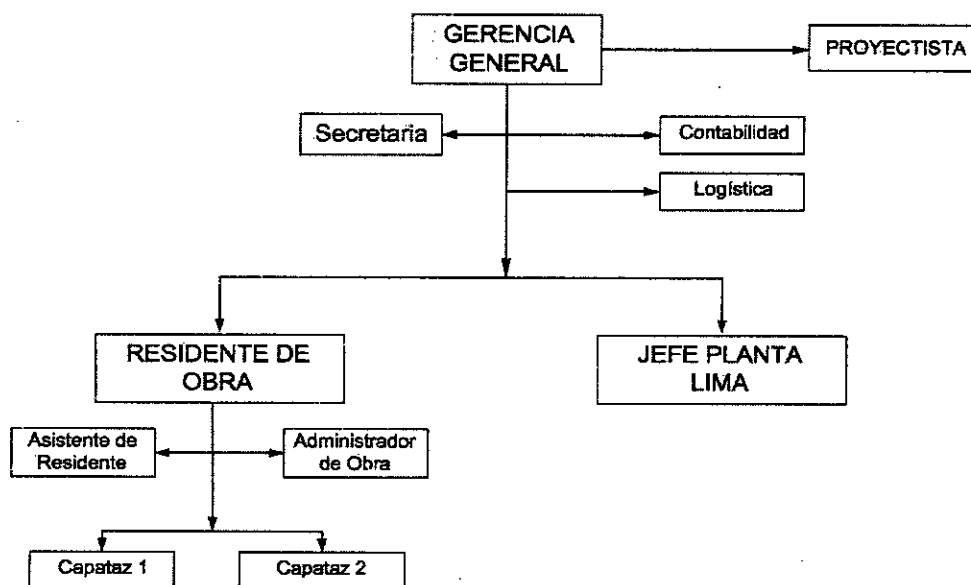 GERENCIA
GENERAL
PROYECTISTA
Secretaria
Contabilidad
Logística
RESIDENTE DE
OBRA
JEFE PLANTA
LIMA
Asistente de
Residente
Administrador
de Obra
Capataz 1
Capataz 2